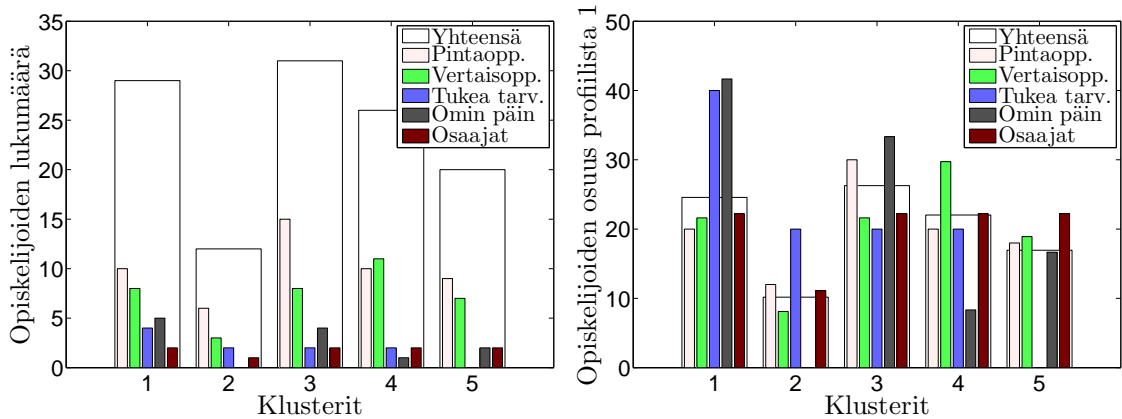 Opiskelijoiden lukumäärä
35
30
25
20
15
10
5
0
1 2 3 4 5
Klusterit
Yhteensä
Pintaopp.
Vertaisopp.
Tukea tarv.
Omin päin
Osaajat
Opiskelijoiden osuus profiilista 1
50
40
30
20
10
0
1 2 3 4 5
Klusterit
Yhteensä
Pintaopp.
Vertaisopp.
Tukea tarv.
Omin päin
Osaajat